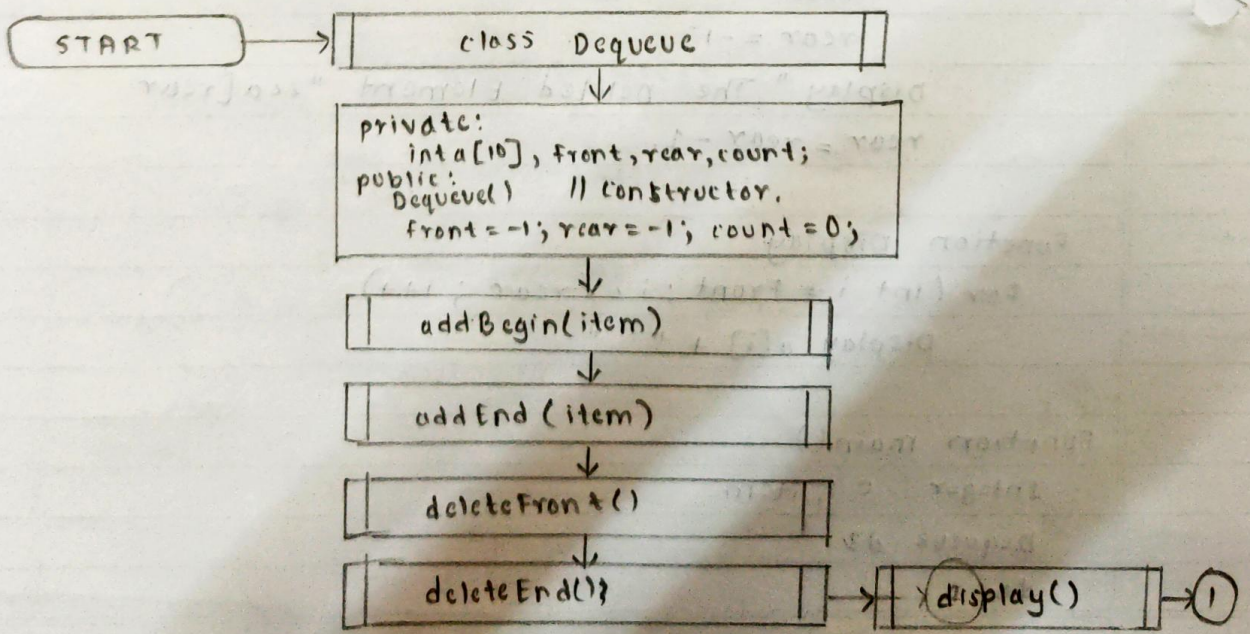 START
class Dequeue
private:
int a[10], front, rear, count;
public:
Dequeue() // constructor.
front = -1; rear = -1; count = 0;
addBegin(item)
addEnd (item)
deleteFront()
deleteEnd()}
display()
1